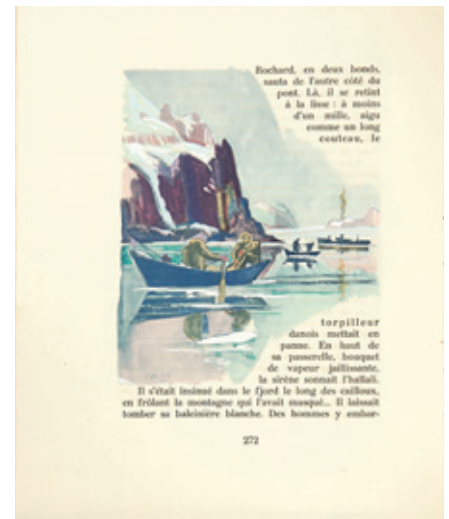 Rochard, en deux bonds,
sauta de l'autre côté du
pont. Là, il se retint
à la lisse : à moins
d'un mille, aigu
comme un long
couteau, le
torpilleur
danois mettait en
panne. En haut de
sa passerelle, bouquet
de vapeur jaillissante,
la sirène sonnait l'hallali.
Il s'était insinué dans le fjord le long des cailloux,
en frôlant la montagne qui l'avait masqué... Il laissait
tomber sa baleinière blanche. Des hommes y embar-
272